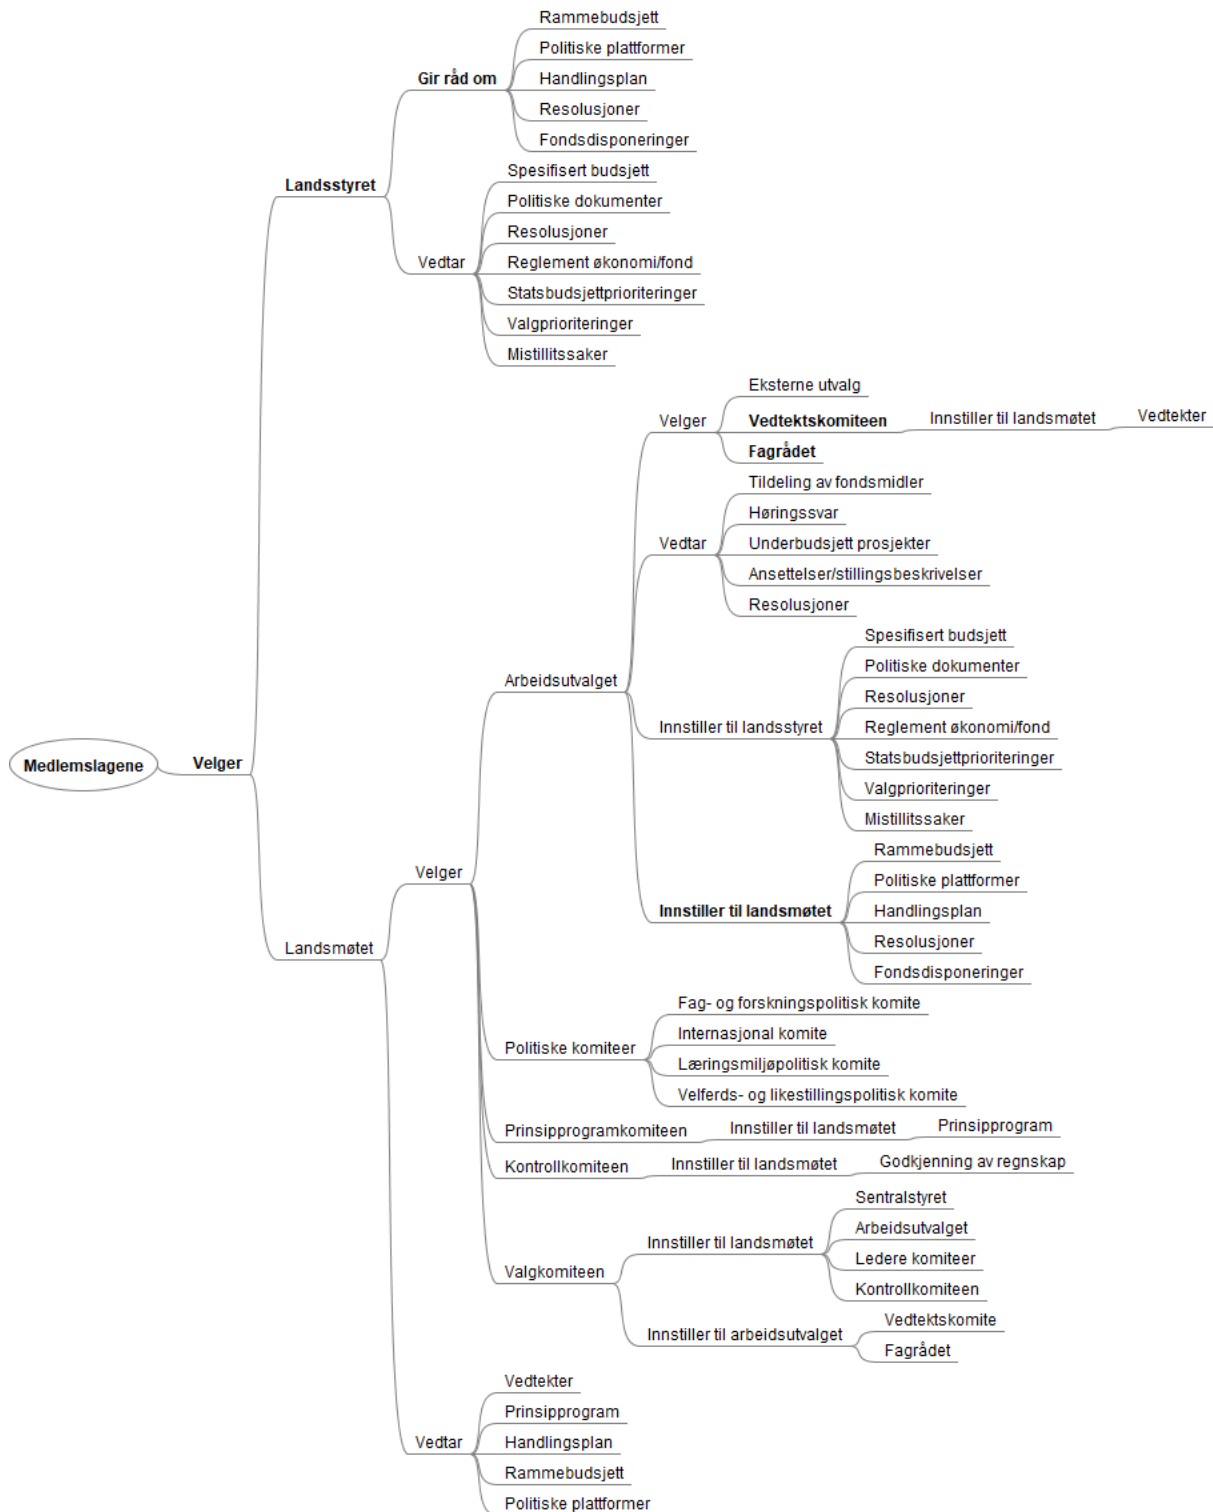 Rammebudsjett
Politiske plattformer
Gir råd om
Handlingsplan
Resolusjoner
Fondsdisponeringer
Landsstyret
Spesifisert budsjett
Politiske dokumenter
Resolusjoner
Vedtar
Reglement økonomi/fond
Statsbudsjettprioriteringer
Valgprioriteringer
Mistillitssaker
Eksterne utvalg
Velger
Vedtektskomiteen
Innstiller til landsmøtet
Vedtekter
Fagrådet
Tildeling av fondsmidler
Høringssvar
Vedtar
Underbudsjett prosjekter
Ansettelser/stillingsbeskrivelser
Resolusjoner
Arbeidsutvalget
Spesifisert budsjett
Politiske dokumenter
Resolusjoner
Innstiller til landsstyret
Reglement økonomi/fond
Statsbudsjettprioriteringer
Valgprioriteringer
Mistillitssaker
Medlemslagene
Velger
Rammebudsjett
Politiske plattformer
Innstiller til landsmøtet
Handlingsplan
Resolusjoner
Fondsdisponeringer
Velger
Landsmøtet
Fag- og forskningspolitisk komite
Internasjonal komite
Politiske komiteer
Læringsmiljøpolitisk komite
Velferds- og likestillingspolitisk komite
Prinsipprogramkomiteen
Innstiller til landsmøtet
Prinsipprogram
Kontrollkomiteen
Innstiller til landsmøtet
Godkjenning av regnskap
Sentralstyret
Innstiller til landsmøtet
Arbeidsutvalget
Ledere komiteer
Kontrollkomiteen
Valgkomiteen
Vedtektskomite
Innstiller til arbeidsutvalget
Fagrådet
Vedtekter
Prinsipprogram
Vedtar
Handlingsplan
Rammebudsjett
Politiske plattformer